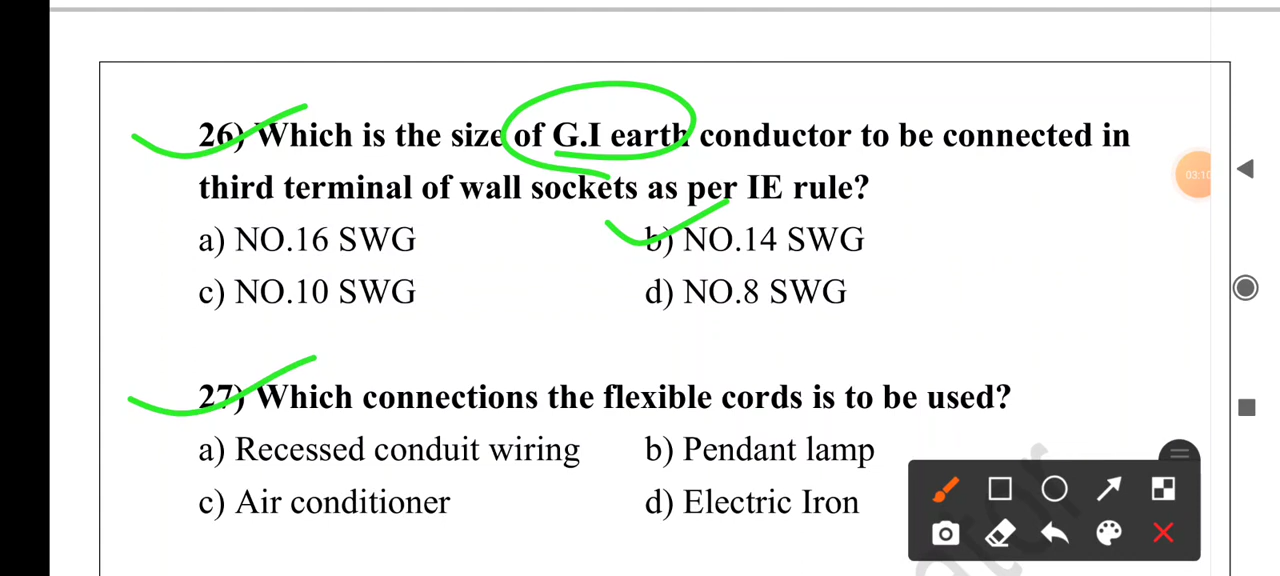 26) Which is the size of G.I earth conductor to be connected in
third terminal of wall sockets as per IE rule?
a) NO.16 SWG b) NO.14 SWG
c) NO.10 SWG d) NO.8 SWG
27) Which connections the flexible cords is to be used?
a) Recessed conduit wiring b) Pendant lamp
c) Air conditioner d) Electric Iron
03:10